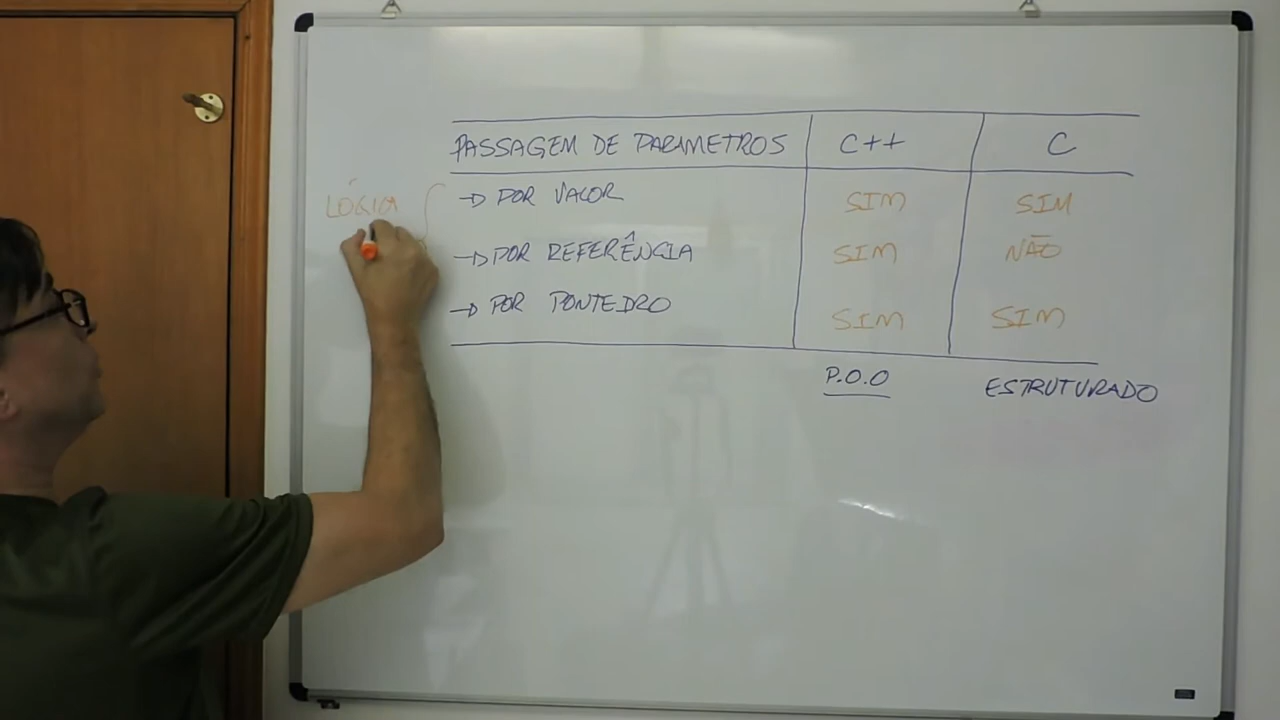 PASSAGEM DE PARAMETROS C++ C
LÓGICA → POR VALOR SIM SIM
→ POR REFERÊNCIA SIM NÃO
→ POR PONTEIRO SIM SIM
P.O.O ESTRUTURADO